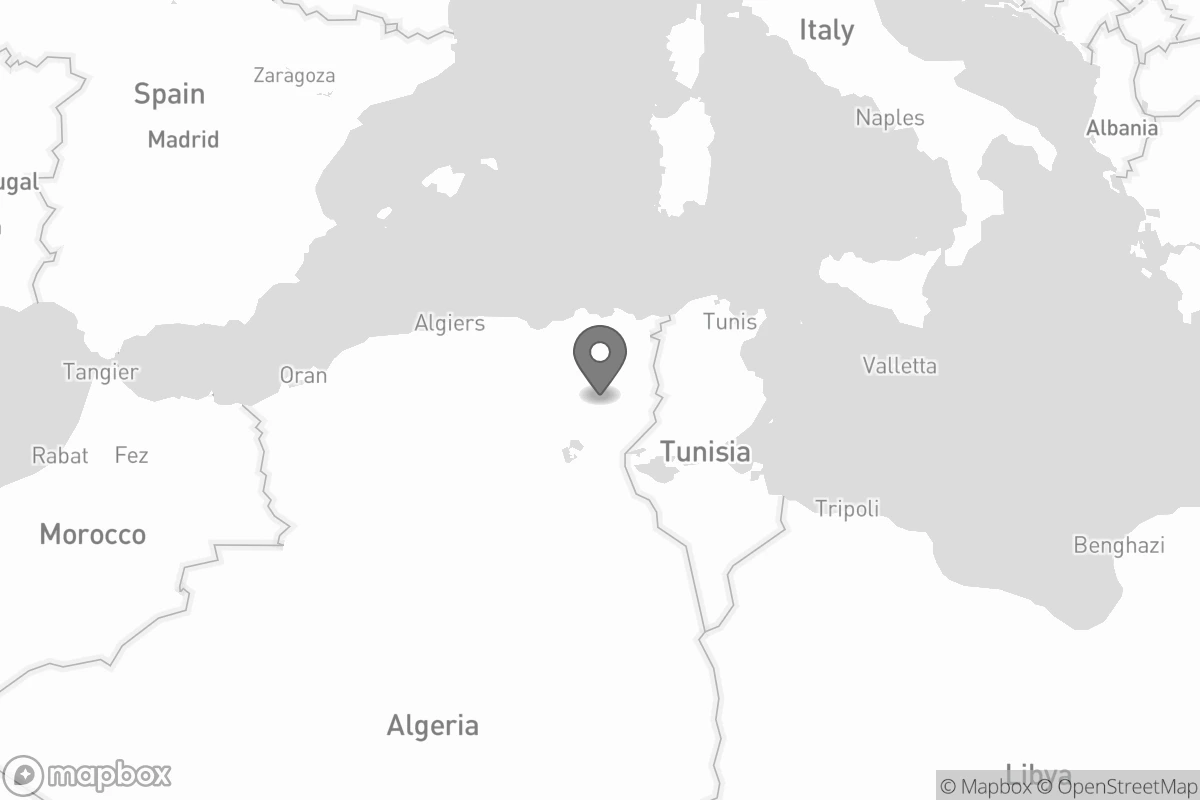 Italy
Zaragoza
Spain
Naples
Albania
Madrid
ugal
Algiers
Tunis
Valletta
Tangier
Oran
Rabat
Fez
Tunisia
Tripoli
Morocco
Benghazi
Algeria
Libya
mapbox
© Mapbox © OpenStreetMap